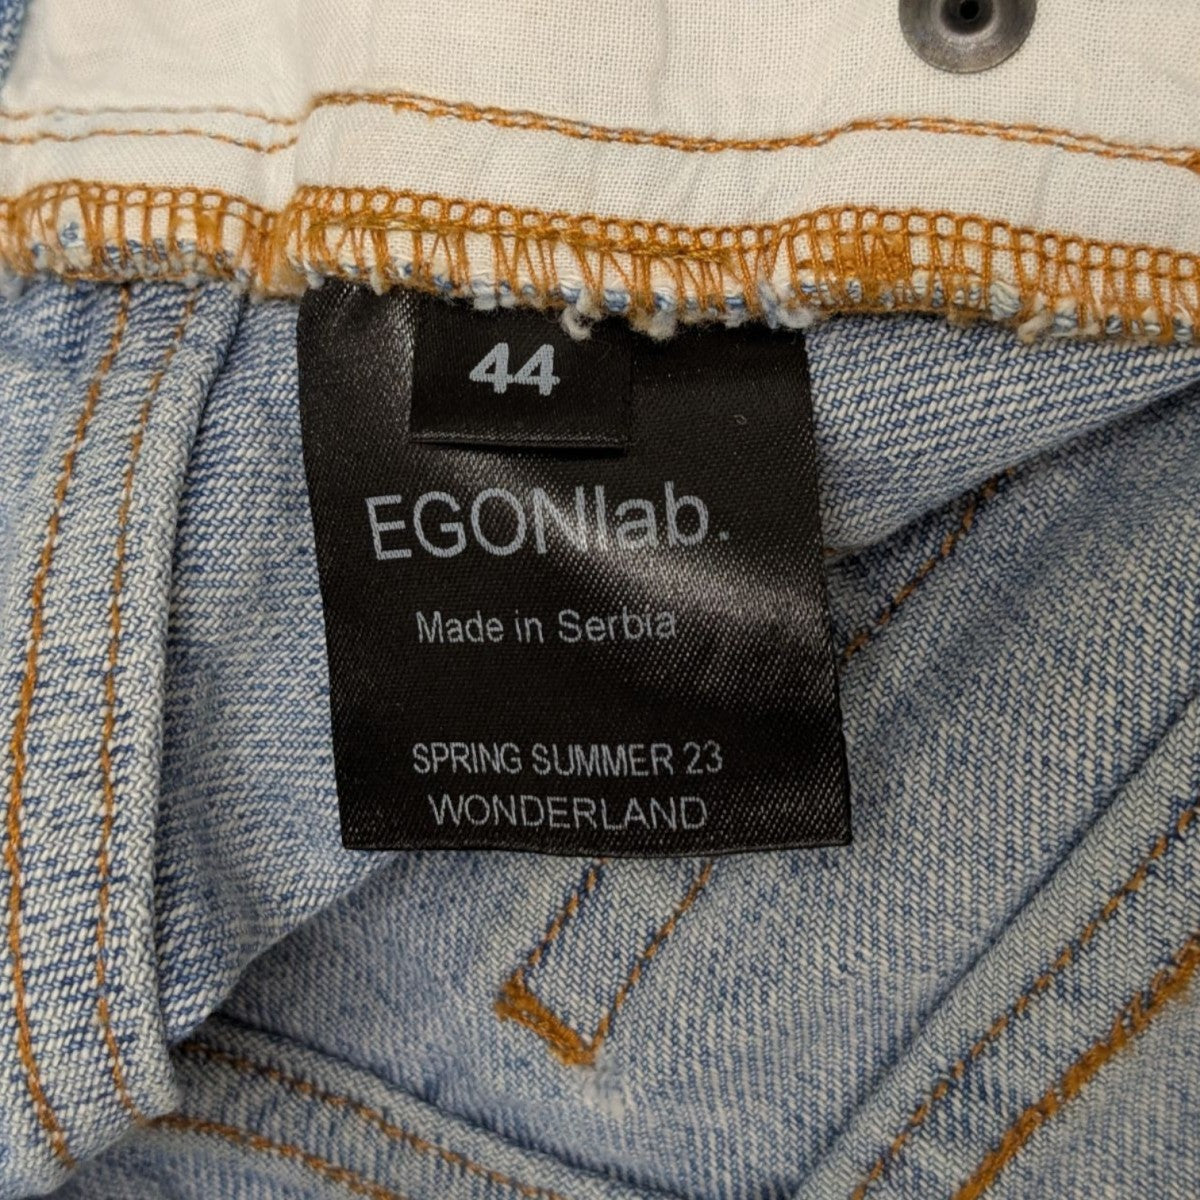 44
EGONlab.
Made in Serbia
SPRING SUMMER 23
WONDERLAND